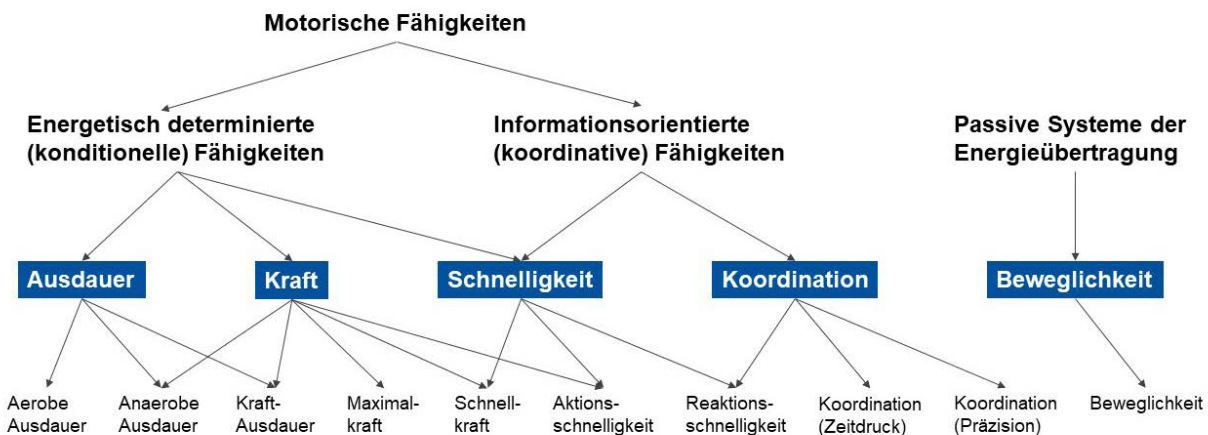 Motorische Fähigkeiten
Energetisch determinierte
(konditionelle) Fähigkeiten
Informationsorientierte
(koordinative) Fähigkeiten
Passive Systeme der
Energieübertragung
Ausdauer
Kraft
Schnelligkeit
Koordination
Beweglichkeit
Aerobe
Ausdauer
Anaerobe
Ausdauer
Kraft-
Ausdauer
Maximal-
kraft
Schnell-
kraft
Aktions-
schnelligkeit
Reaktions-
schnelligkeit
Koordination
(Zeitdruck)
Koordination
(Präzision)
Beweglichkeit